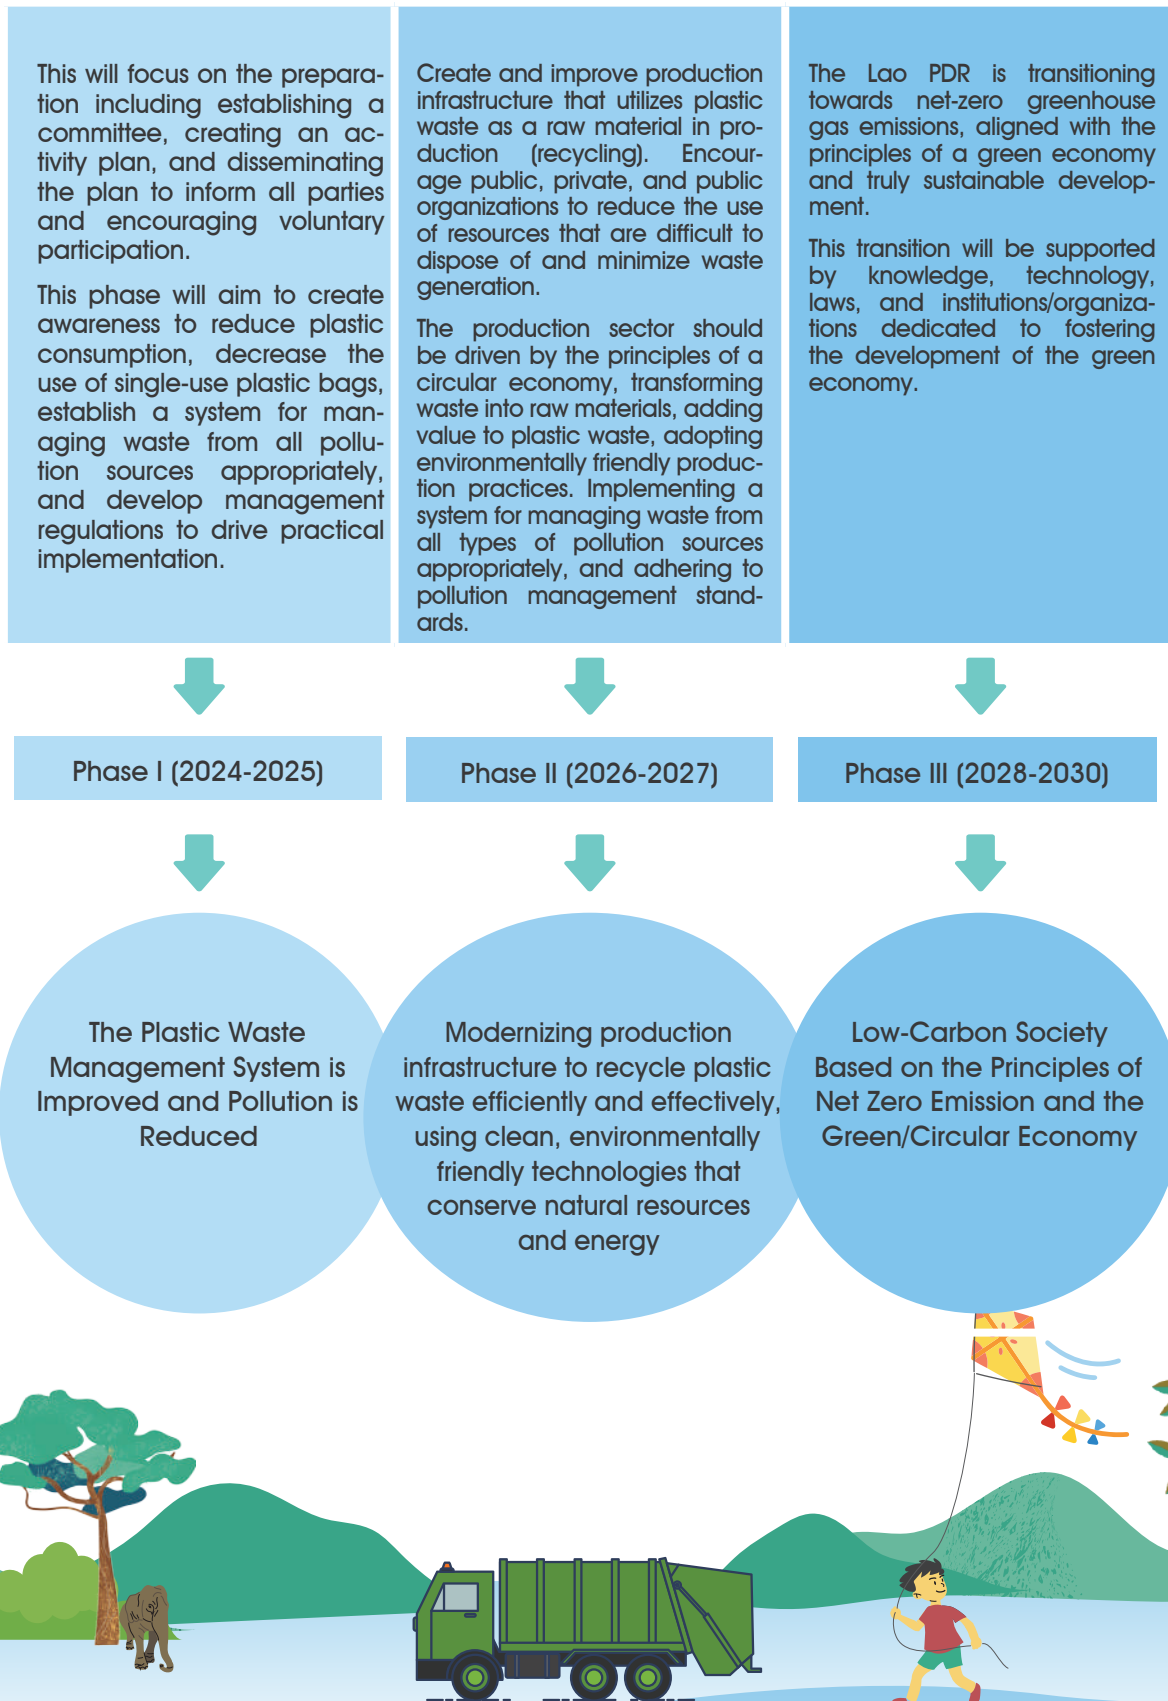 This will focus on the prepara-
tion including establishing a
committee, creating an ac-
tivity plan, and disseminating
the plan to inform all parties
and encouraging voluntary
participation.
This phase will aim to create
awareness to reduce plastic
consumption, decrease the
use of single-use plastic bags,
establish a system for man-
aging waste from all pollu-
tion sources appropriately,
and develop management
regulations to drive practical
implementation.
Create and improve production
infrastructure that utilizes plastic
waste as a raw material in pro-
duction (recycling). Encour-
age public, private, and public
organizations to reduce the use
of resources that are difficult to
dispose of and minimize waste
generation.
The production sector should
be driven by the principles of a
circular economy, transforming
waste into raw materials, adding
value to plastic waste, adopting
environmentally friendly produc-
tion practices. Implementing a
system for managing waste from
all types of pollution sources
appropriately, and adhering to
pollution management stand-
ards.
The Lao PDR is transitioning
towards net-zero greenhouse
gas emissions, aligned with the
principles of a green economy
and truly sustainable develop-
ment.
This transition will be supported
by knowledge, technology,
laws, and institutions/organiza-
tions dedicated to fostering
the development of the green
economy.
Phase I (2024-2025)
Phase II (2026-2027)
Phase III (2028-2030)
The Plastic Waste
Management System is
Improved and Pollution is
Reduced
Modernizing production
infrastructure to recycle plastic
waste efficiently and effectively,
using clean, environmentally
friendly technologies that
conserve natural resources
and energy
Low-Carbon Society
Based on the Principles of
Net Zero Emission and the
Green/Circular Economy